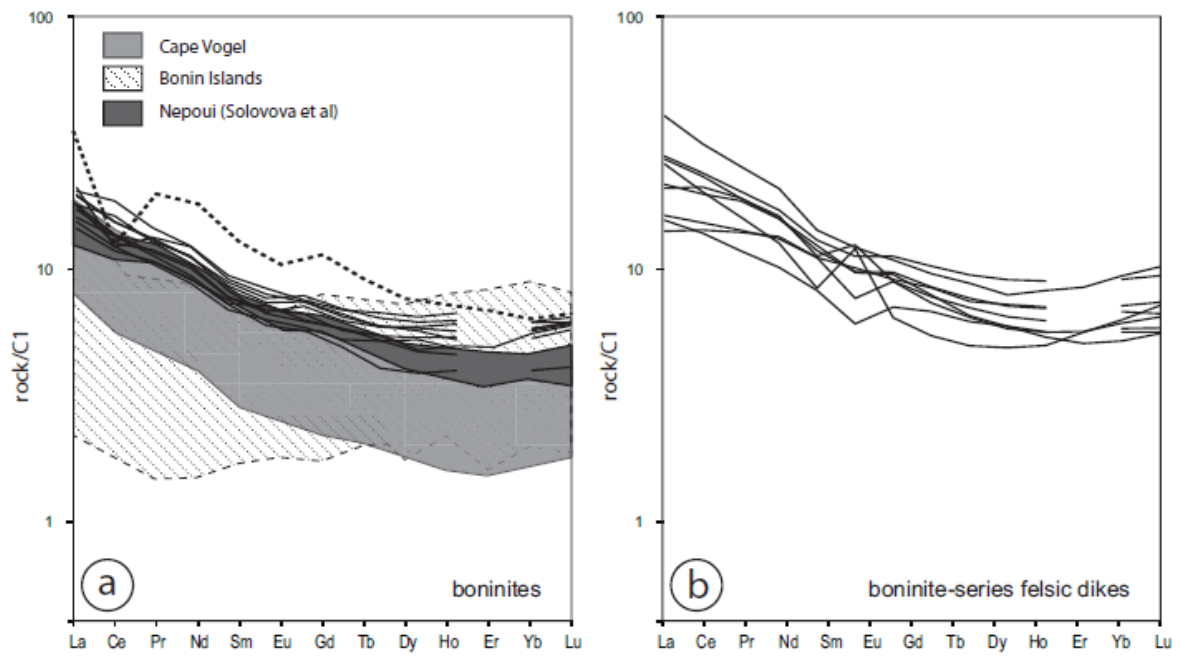 100
Cape Vogel
Bonin Islands
Nepoui (Solovova et al)
10
rock/C1
1
a
boninites
La Ce Pr Nd Sm Eu Gd Tb Dy Ho Er Yb Lu
100
10
rock/C1
1
b
boninite-series felsic dikes
La Ce Pr Nd Sm Eu Gd Tb Dy Ho Er Yb Lu